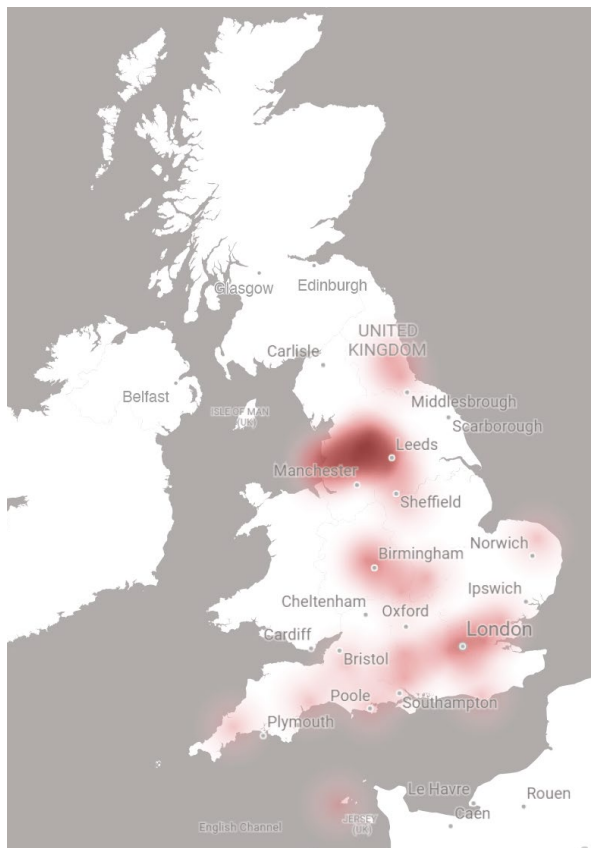 Glasgow
Edinburgh
UNITED
KINGDOM
Carlisle
Belfast
Middlesbrough
ISLE OF MAN
(UK)
Scarborough
Leeds
Manchester
Sheffield
Norwich
Birmingham
Ipswich
Cheltenham
Oxford
London
Cardiff
Bristol
Poole
Southampton
Plymouth
Le Havre
Rouen
Caen
JERSEY
(UK)
English Channel